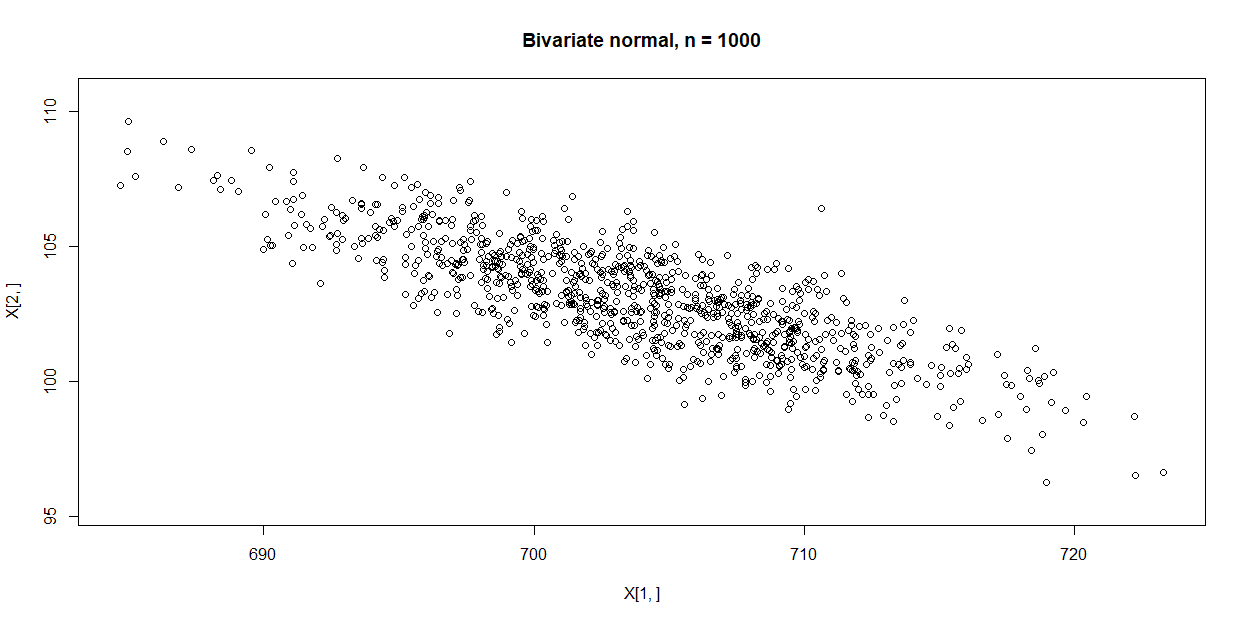 Bivariate normal, n = 1000
110
105
100
95
X[2, ]
690 700 710 720
X[1, ]